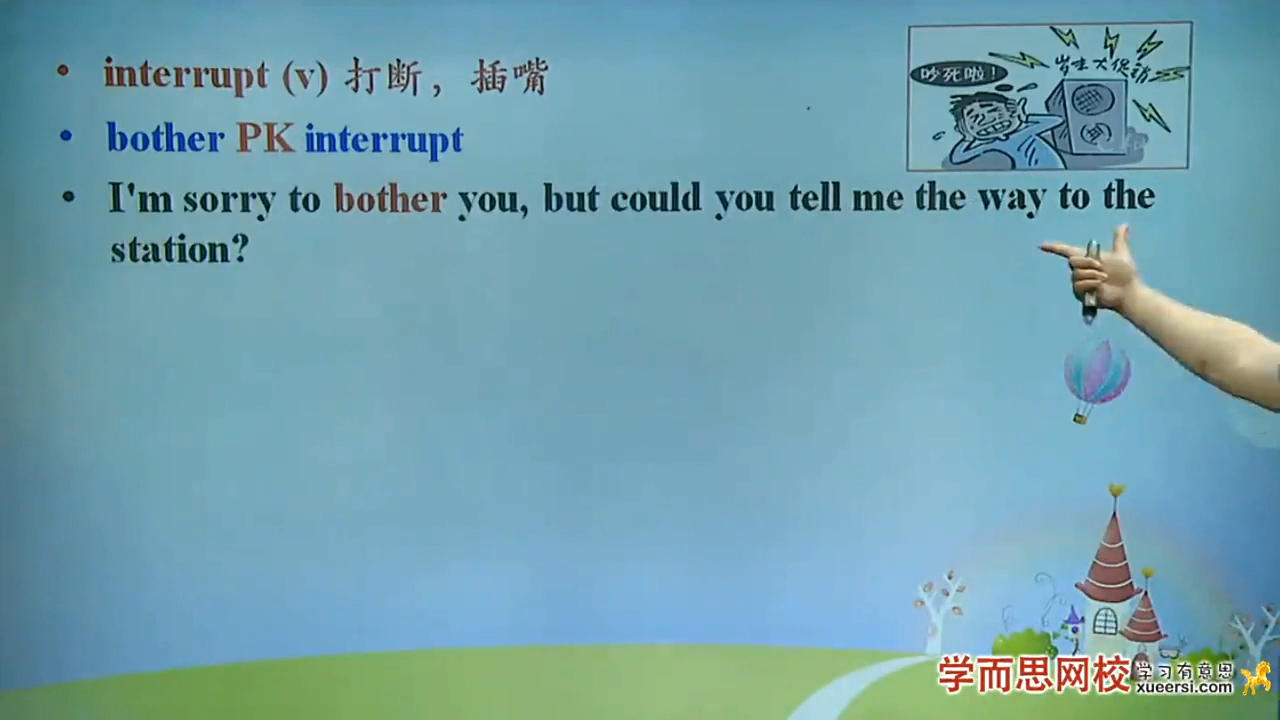 interrupt (v) 打断，插嘴
bother PK interrupt
I'm sorry to bother you, but could you tell me the way to the
station?
吵死啦！
学而思网校
学习有意思
xueersi.com